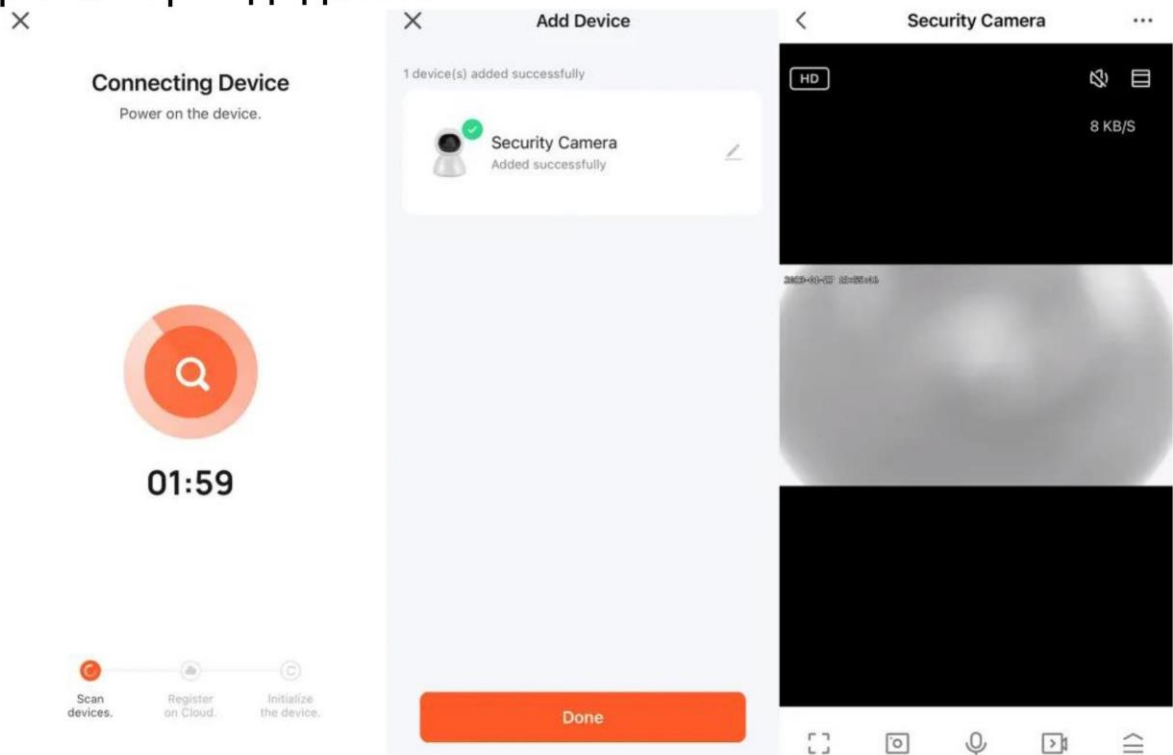 Connecting Device
Power on the device.
01:59
Scan
devices.
Register
on Cloud.
Initialize
the device.
Add Device
1 device(s) added successfully
Security Camera
Added successfully
Done
Security Camera
HD
8 KB/S